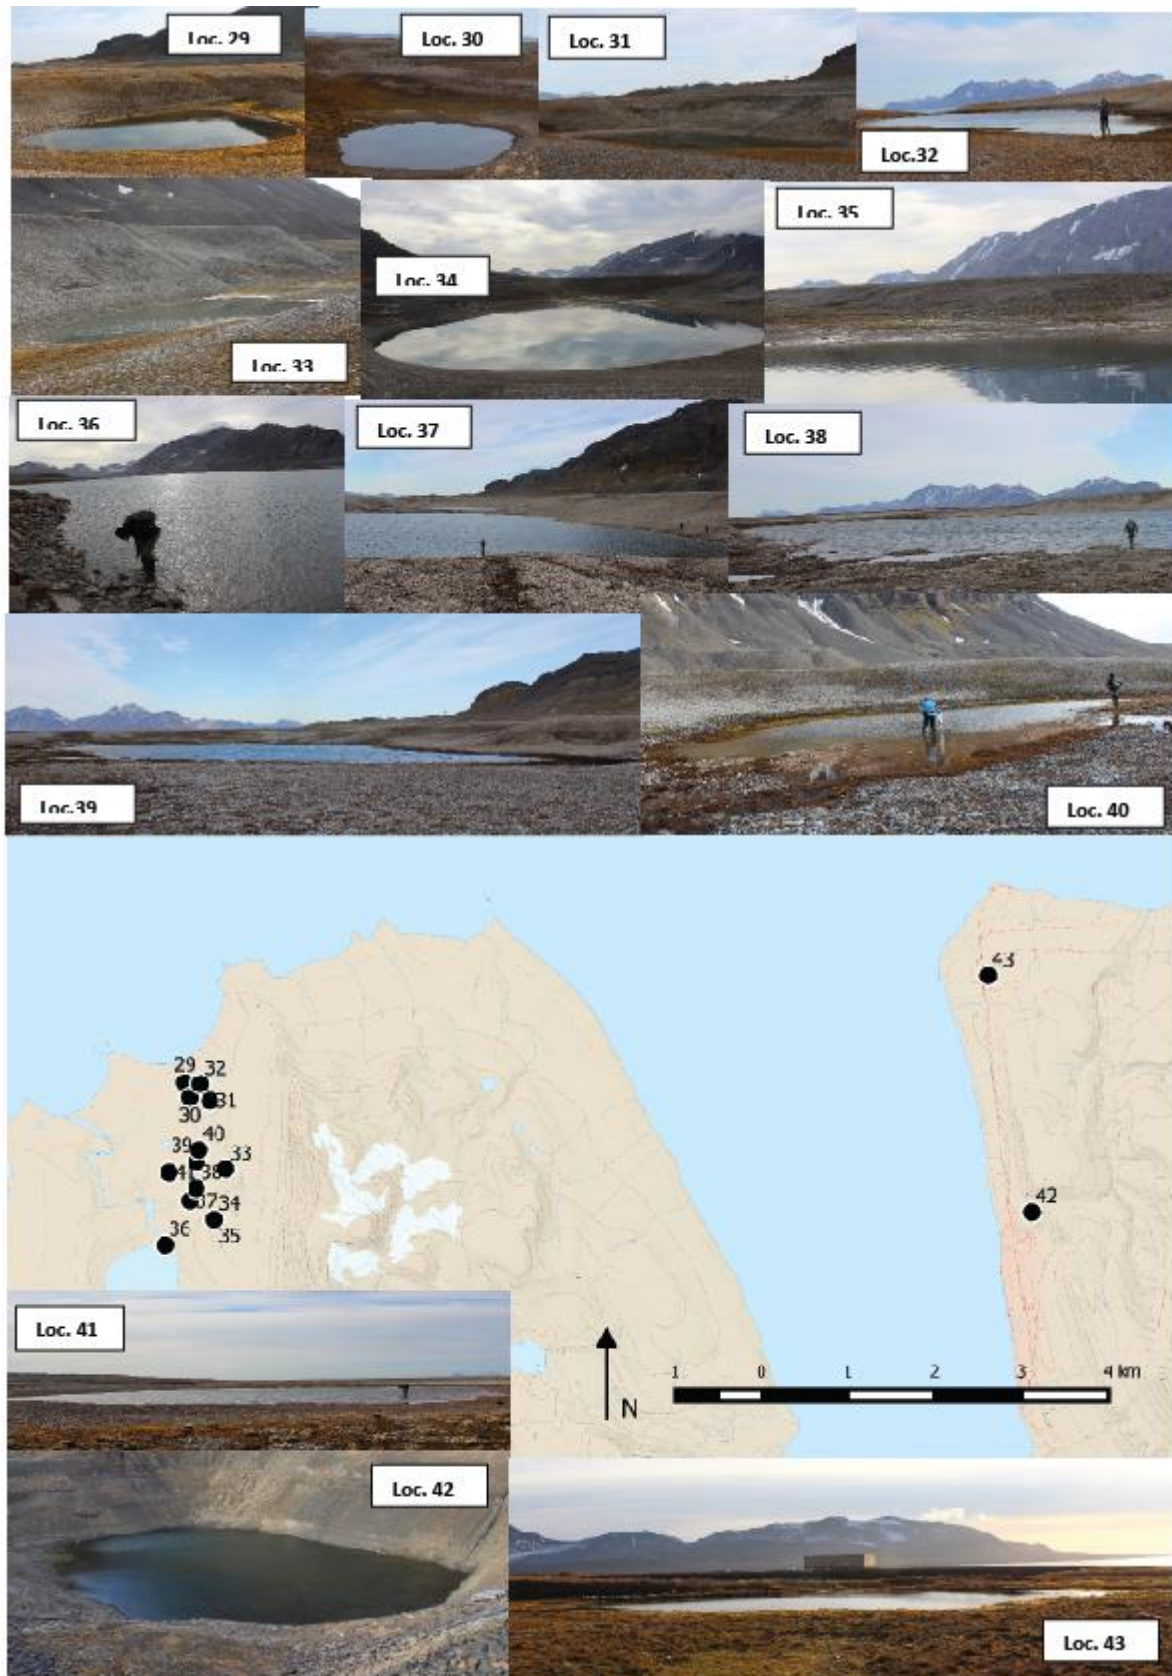 Loc. 29
Loc. 30
Loc. 31
Loc.32
Loc. 33
Loc. 34
Loc. 35
Loc. 36
Loc. 37
Loc. 38
Loc.39
Loc. 40
43
29 32
30 31
40
39 33
41 38
37 34
36 35
42
Loc. 41
1 0 1 2 3 4 km
N
Loc. 42
Loc. 43